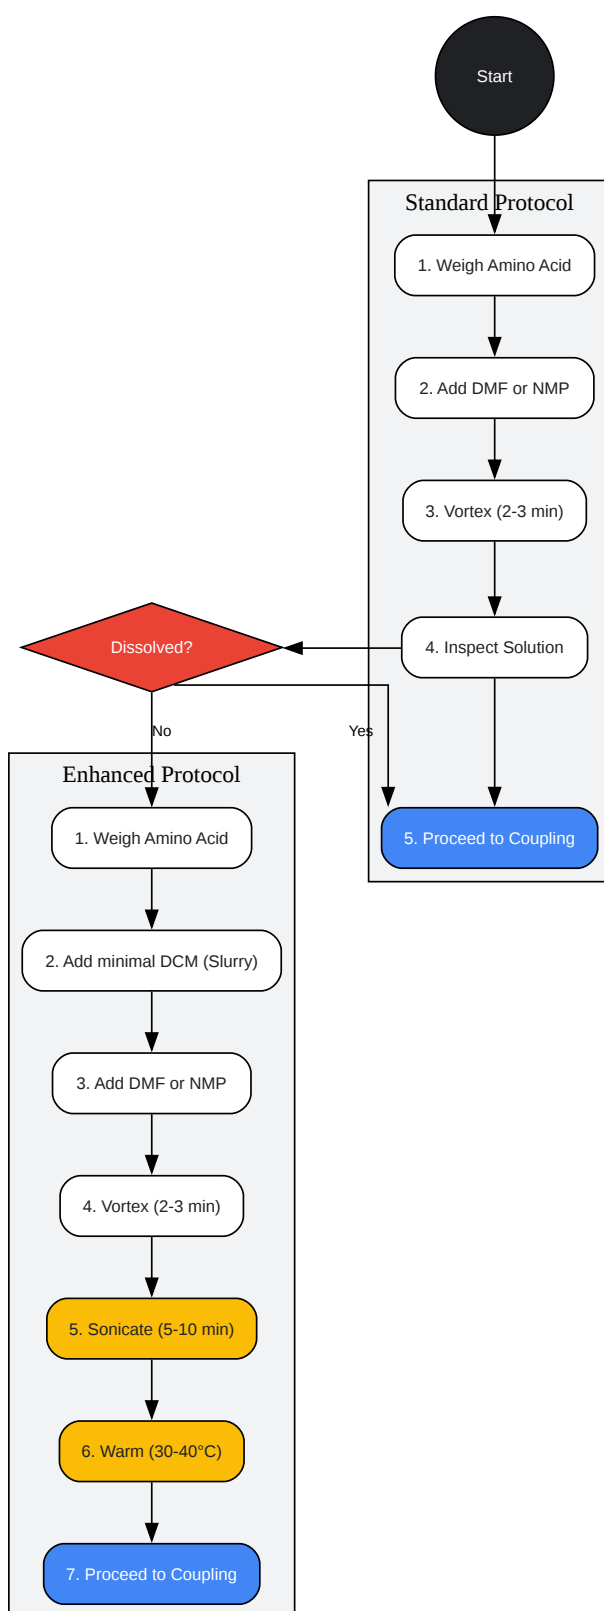 Start
Standard Protocol
1. Weigh Amino Acid
2. Add DMF or NMP
3. Vortex (2-3 min)
Dissolved?
4. Inspect Solution
No
Yes
Enhanced Protocol
5. Proceed to Coupling
1. Weigh Amino Acid
2. Add minimal DCM (Slurry)
3. Add DMF or NMP
4. Vortex (2-3 min)
5. Sonicate (5-10 min)
6. Warm (30-40°C)
7. Proceed to Coupling